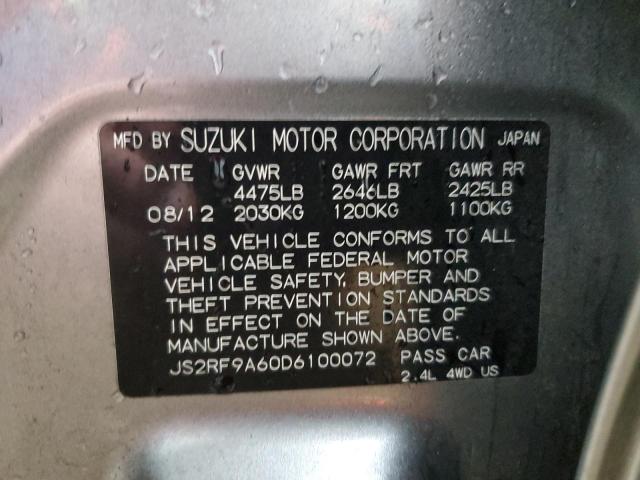 MFD BY SUZUKI MOTOR CORPORATION JAPAN
DATE GVWR GAWR FRT GAWR RR
4475LB 2646LB 2425LB
08/12 2030KG 1200KG 1100KG
THIS VEHICLE CONFORMS TO ALL
APPLICABLE FEDERAL MOTOR
VEHICLE SAFETY, BUMPER AND
THEFT PREVENTION STANDARDS
IN EFFECT ON THE DATE OF
MANUFACTURE SHOWN ABOVE.
JS2RF9A60D6100072 PASS CAR
2.4L 4WD US